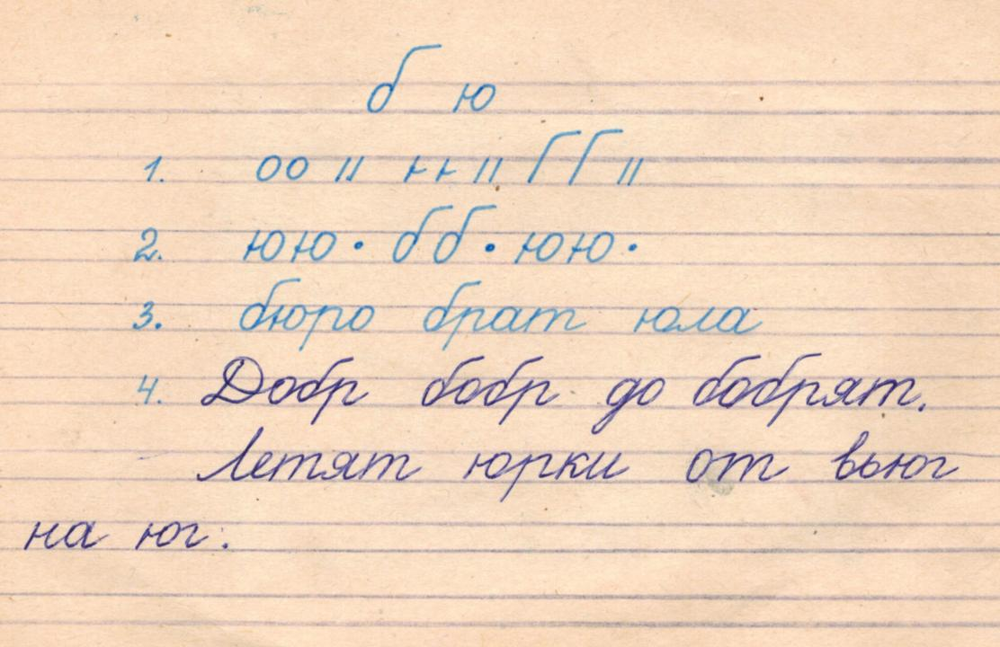 б ю
1. оо ıı ⊦⊦ ıı Г Г ıı
2. юю • бб • юю •
3. бюро брат юла
4. Добр бобр до бобрят.
Летят юрки от вьюг
на юг.